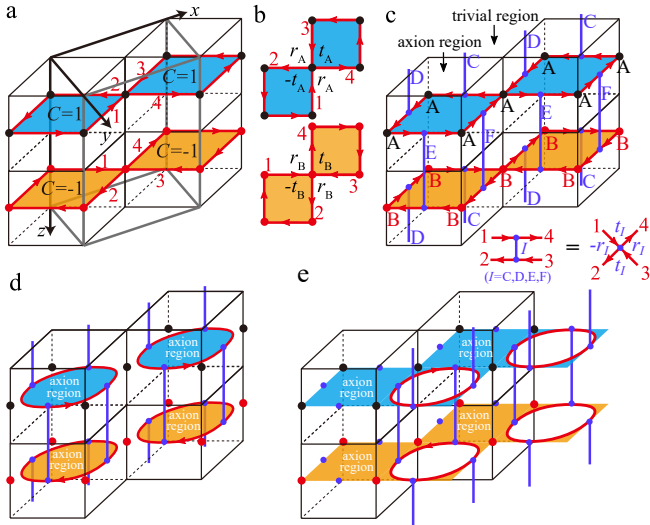 a
x
3
2
C=1
4
C=1
1
y
4
C=-1
1
C=-1
3
2
z
b
3
2
r_A
t_A
-t_A
r_A
4
1
4
1
r_B
t_B
-t_B
r_B
3
2
c
trivial region
axion region
C
D
C
D
A
A
A
A
A
A
A
A
F
E
F
E
B
B
B
B
B
B
B
B
D
C
D
C
1
4
I
2
3
(I=C,D,E,F)
=
1
t_I
4
-r_I
r_I
2
t_I
3
d
axion
region
axion
region
axion
region
axion
region
e
axion
region
axion
region
axion
region
axion
region